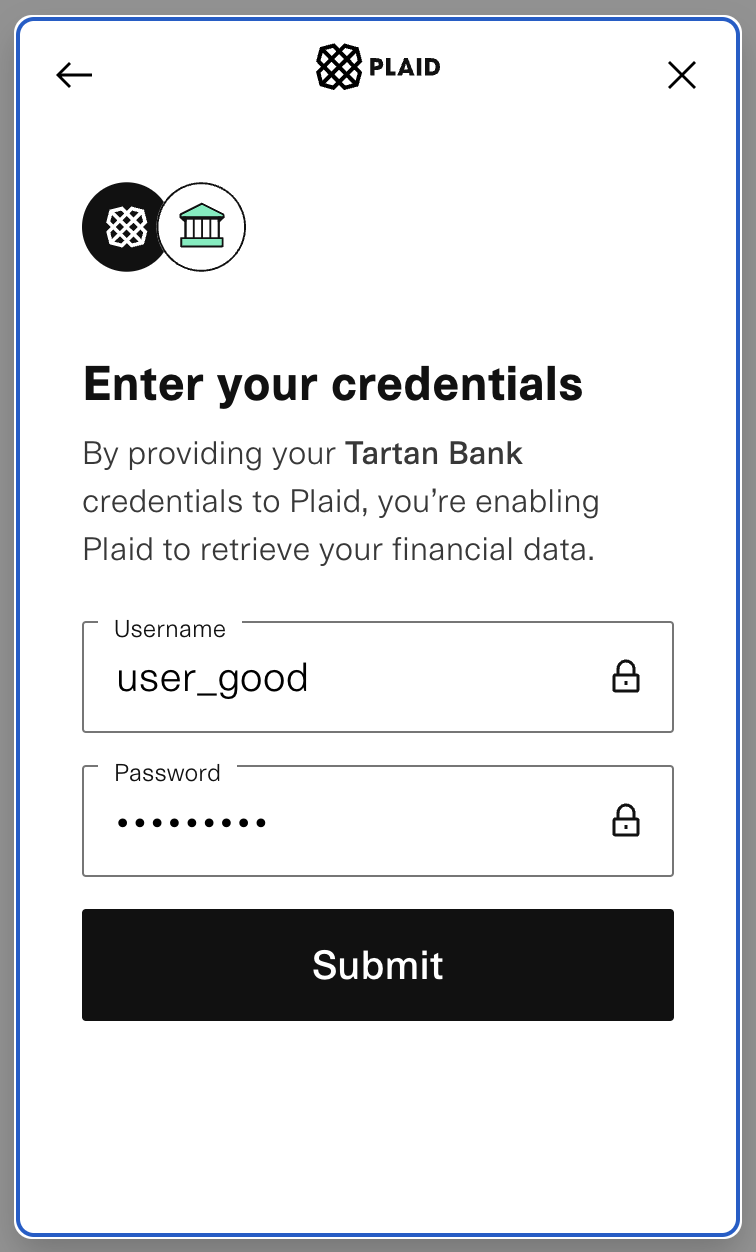 PLAID
Enter your credentials
By providing your Tartan Bank
credentials to Plaid, you’re enabling
Plaid to retrieve your financial data.
Username
user_good
Password
•••••••••
Submit